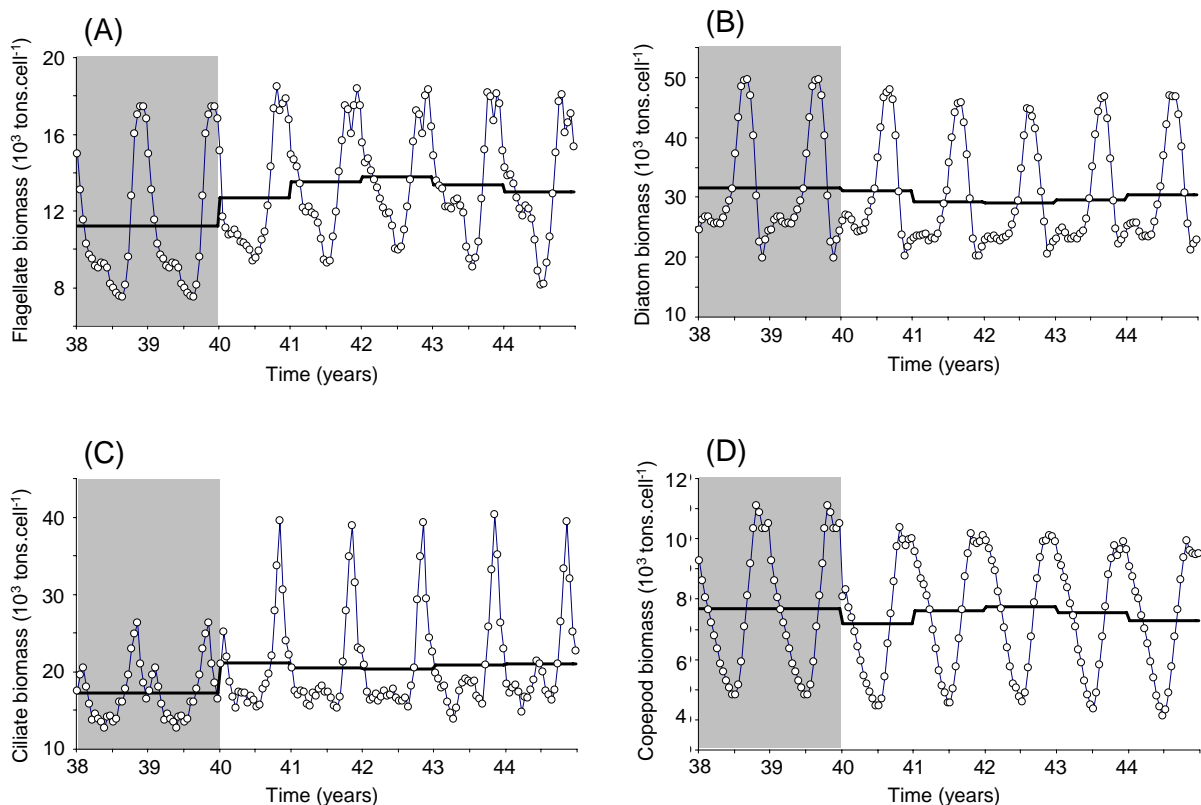 (A)
20
16
12
8
Flagellate biomass (10³ tons.cell⁻¹)
38 39 40 41 42 43 44
Time (years)
(B)
50
40
30
20
10
Diatom biomass (10³ tons.cell⁻¹)
38 39 40 41 42 43 44
Time (years)
(C)
40
30
20
10
Ciliate biomass (10³ tons.cell⁻¹)
38 39 40 41 42 43 44
Time (years)
(D)
12
10
8
6
4
Copepod biomass (10³ tons.cell⁻¹)
38 39 40 41 42 43 44
Time (years)